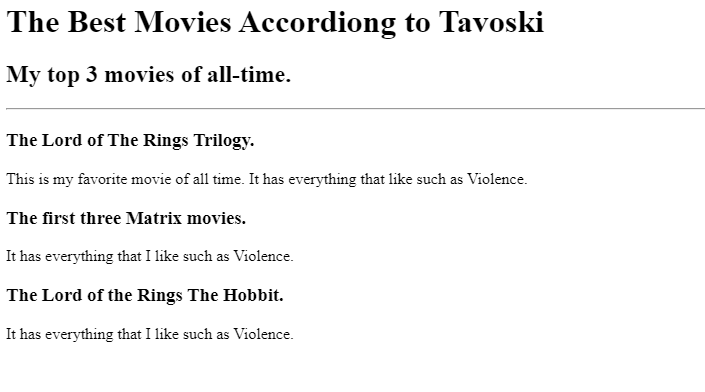 The Best Movies Accordiong to Tavoski
My top 3 movies of all-time.
The Lord of The Rings Trilogy.
This is my favorite movie of all time. It has everything that like such as Violence.
The first three Matrix movies.
It has everything that I like such as Violence.
The Lord of the Rings The Hobbit.
It has everything that I like such as Violence.